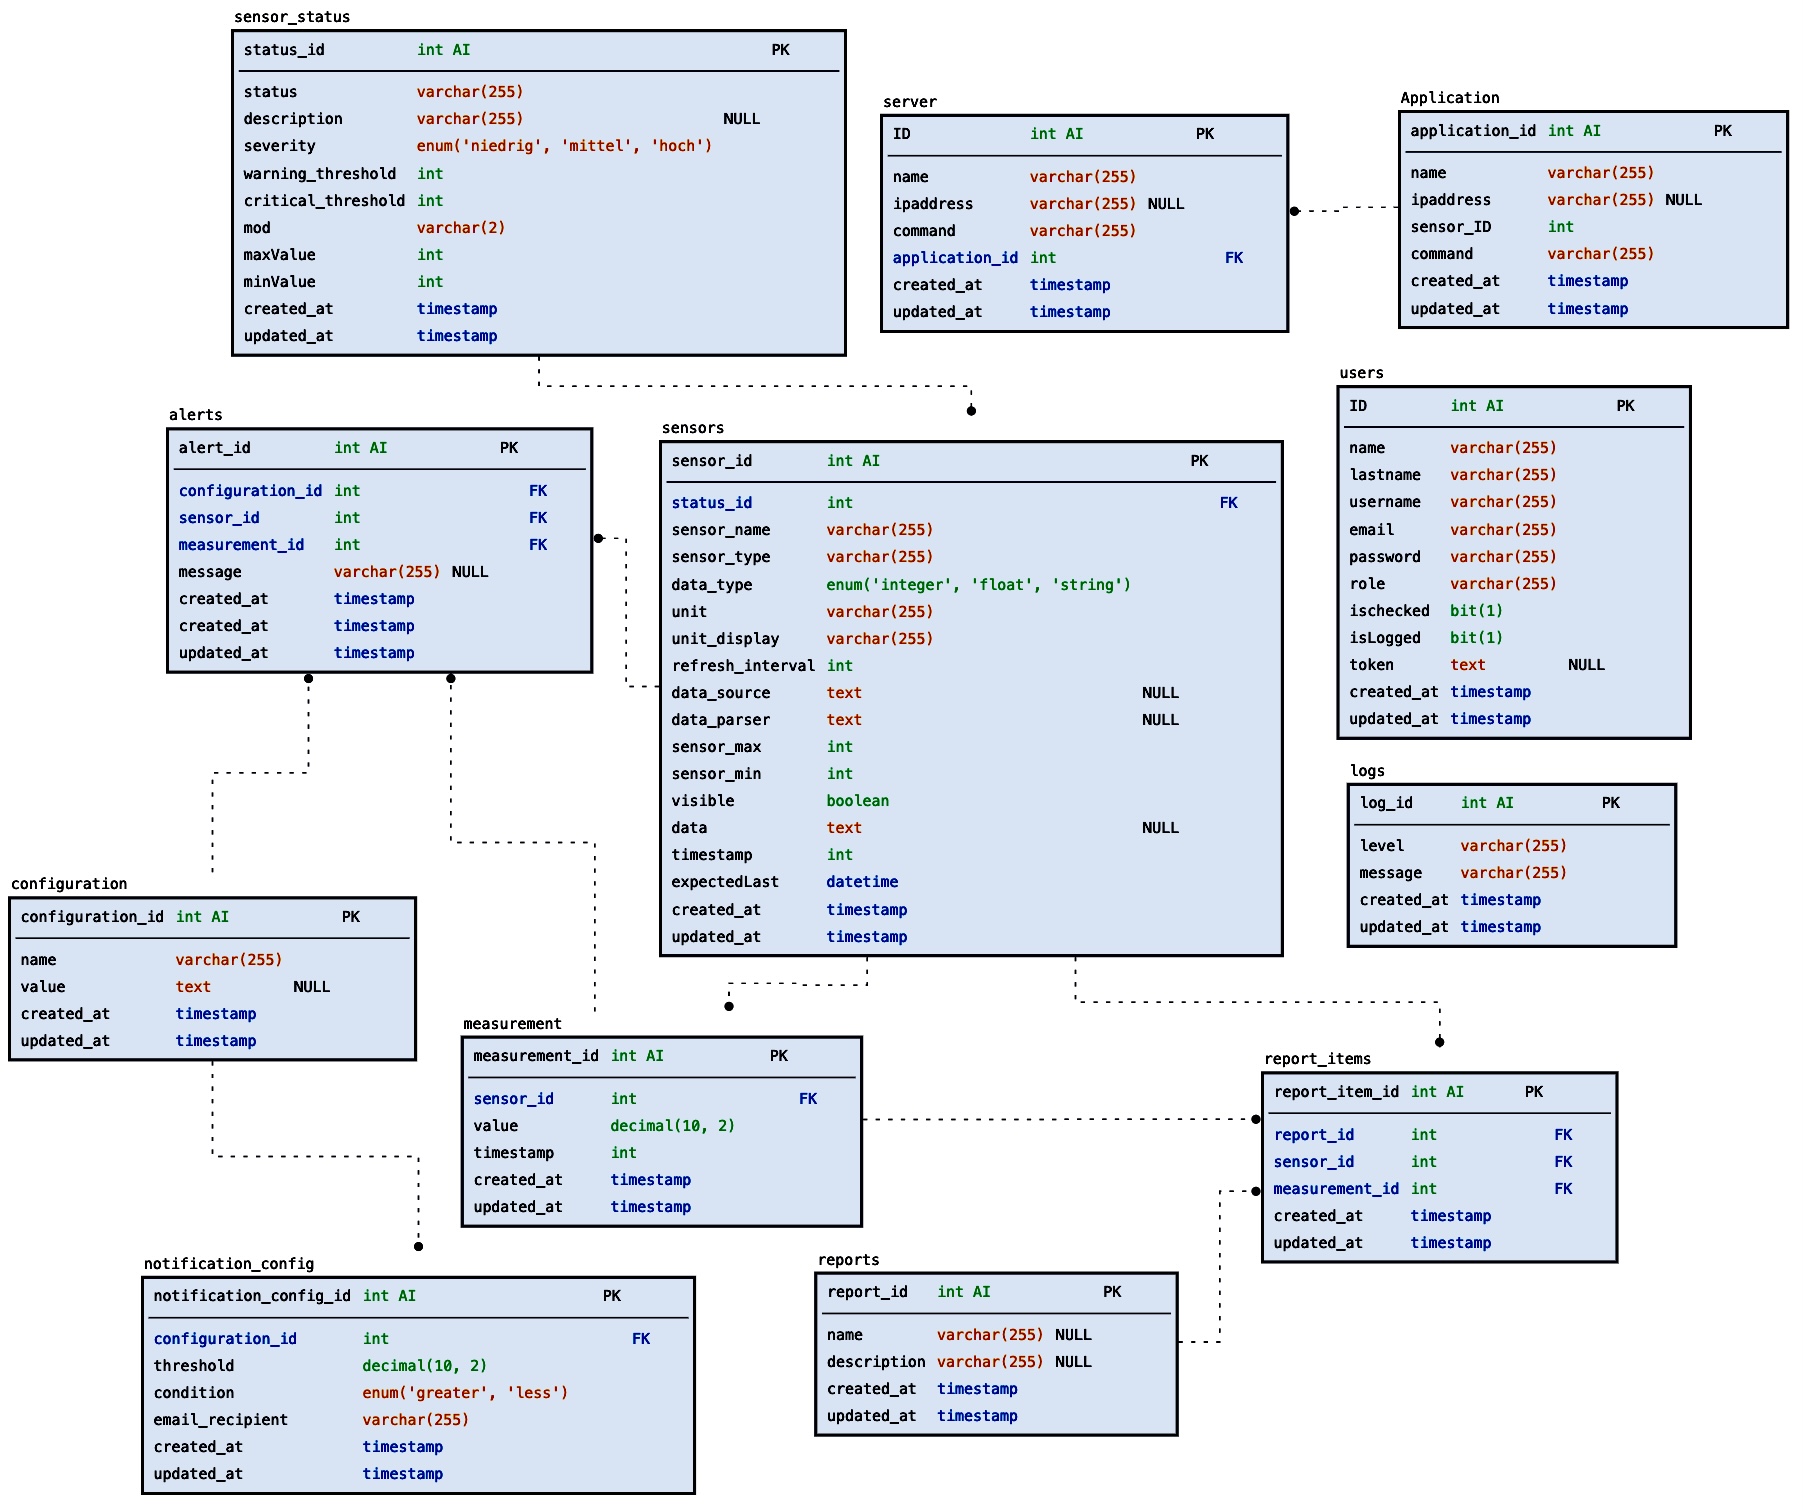 sensor_status
status_id int AI PK
status varchar(255)
description varchar(255) NULL
severity enum('niedrig', 'mittel', 'hoch')
warning_threshold int
critical_threshold int
mod varchar(2)
maxValue int
minValue int
created_at timestamp
updated_at timestamp
server
ID int AI PK
name varchar(255)
ipaddress varchar(255) NULL
command varchar(255)
application_id int FK
created_at timestamp
updated_at timestamp
Application
application_id int AI PK
name varchar(255)
ipaddress varchar(255) NULL
sensor_ID int
command varchar(255)
created_at timestamp
updated_at timestamp
alerts
alert_id int AI PK
configuration_id int FK
sensor_id int FK
measurement_id int FK
message varchar(255) NULL
created_at timestamp
created_at timestamp
updated_at timestamp
sensors
sensor_id int AI PK
status_id int FK
sensor_name varchar(255)
sensor_type varchar(255)
data_type enum('integer', 'float', 'string')
unit varchar(255)
unit_display varchar(255)
refresh_interval int
data_source text NULL
data_parser text NULL
sensor_max int
sensor_min int
visible boolean
data text NULL
timestamp int
expectedLast datetime
created_at timestamp
updated_at timestamp
users
ID int AI PK
name varchar(255)
lastname varchar(255)
username varchar(255)
email varchar(255)
password varchar(255)
role varchar(255)
ischecked bit(1)
isLogged bit(1)
token text NULL
created_at timestamp
updated_at timestamp
logs
log_id int AI PK
level varchar(255)
message varchar(255)
created_at timestamp
updated_at timestamp
configuration
configuration_id int AI PK
name varchar(255)
value text NULL
created_at timestamp
updated_at timestamp
measurement
measurement_id int AI PK
sensor_id int FK
value decimal(10, 2)
timestamp int
created_at timestamp
updated_at timestamp
report_items
report_item_id int AI PK
report_id int FK
sensor_id int FK
measurement_id int FK
created_at timestamp
updated_at timestamp
notification_config
notification_config_id int AI PK
configuration_id int FK
threshold decimal(10, 2)
condition enum('greater', 'less')
email_recipient varchar(255)
created_at timestamp
updated_at timestamp
reports
report_id int AI PK
name varchar(255) NULL
description varchar(255) NULL
created_at timestamp
updated_at timestamp